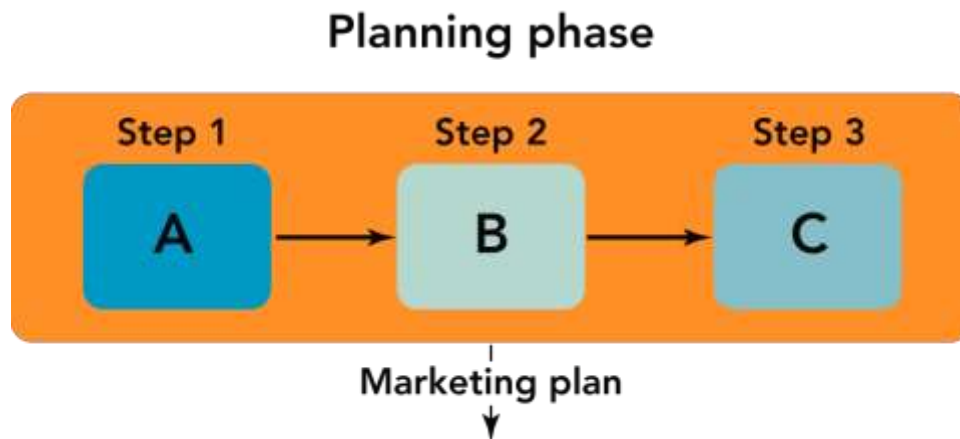 Planning phase
Step 1
Step 2
Step 3
A
B
C
Marketing plan